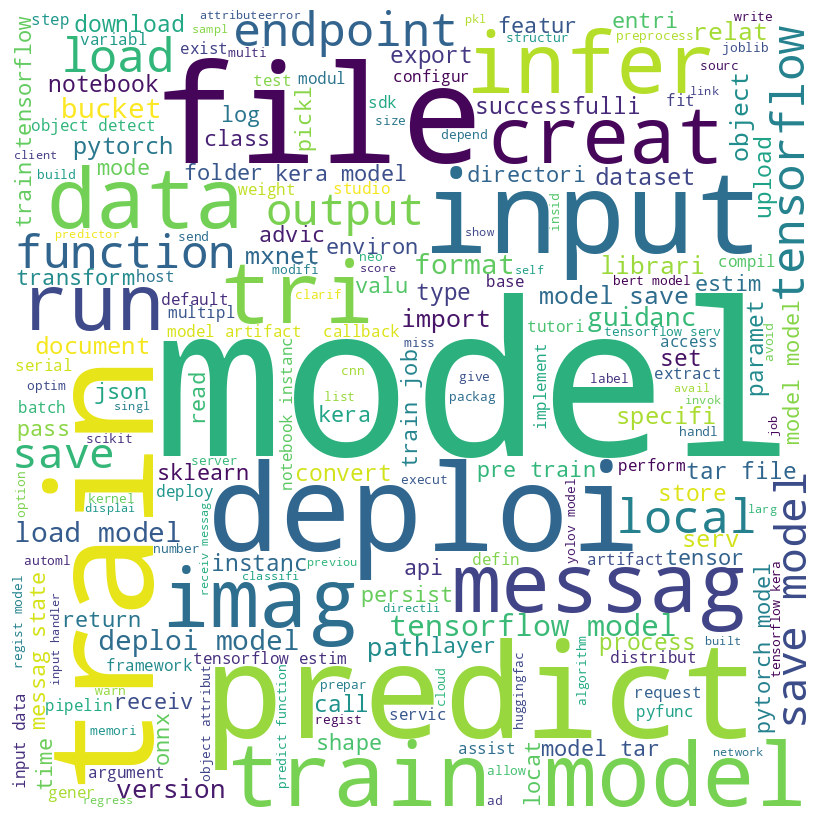 file
model
input
predict
train
deploi
train model
creat
infer
data
run
tri
imag
messag
endpoint
load
function
output
local
save
save model
tensorflow
tensorflow model
deploi model
load model
step
download
variabl
attributeerror
sampl
exist
multi
pkl
featur
structur
entri
preprocess
write
joblib
relat
sourc
notebook
bucket
log
test
modul
pickl
export
configur
sdk
size
successfulli
depend
fit
link
object
upload
object detect
pytorch
client
build
class
mode
folder
kera model
weight
studio
directori
dataset
insid
train tensorflow
predictor
send
advic
mxnet
environ
show
neo
modifi
score
self
format
librari
bert model
compil
transform
host
default
multipl
valu
clarif
type
base
model save
estim
guidanc
document
model artifact
callback
import
tutori
tensorflow serv
access
avoid
serial
optim
json
read
notebook instanc
cnn
miss
list
give
packag
implement
label
set
extract
avail
invok
paramet
model model
batch
singl
pass
scikit
kera
train job
specifi
handl
job
sklearn
server
convert
execut
pre train
perform
tar file
option
kernel
displai
deploy
store
larg
yolov model
automl
number
instanc
receiv messag
previou
classifi
api
defin
serv
artifact
tensor
persist
directli
regist model
messag state
input handler
return
path
layer
process
built
pytorch model
tensorflow kera
framework
tensorflow estim
distribut
pipelin
warn
receiv
prepar
cloud
huggingfac
algorithm
request
pyfunc
input data
time
memori
onnx
object attribut
predict function
call
regist
servic
shape
assist
model tar
network
argument
gener
regress
version
allow
ad
locat